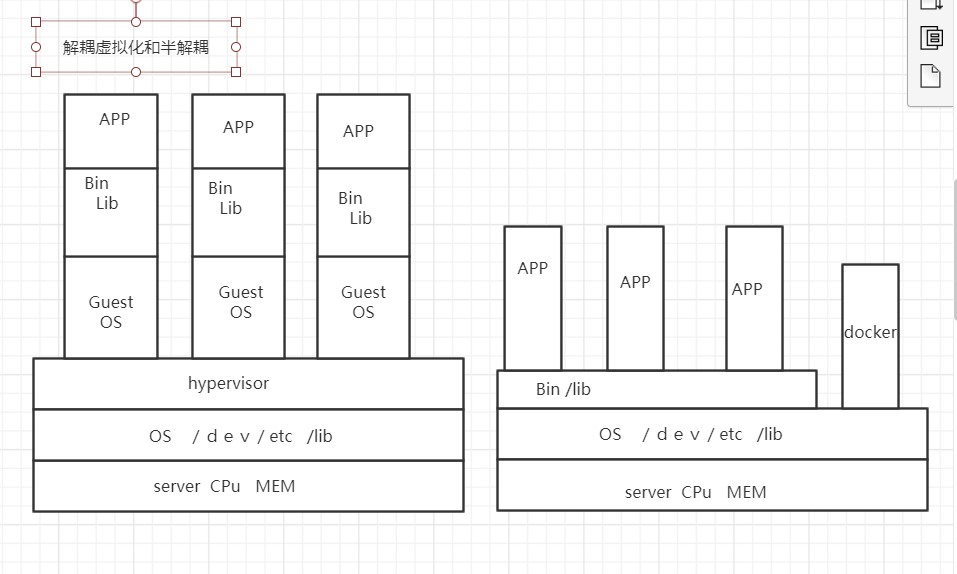 解耦虚拟化和半解耦
APP
APP
APP
Bin
Lib
Bin
Lib
Bin
Lib
Guest
OS
Guest
OS
Guest
OS
hypervisor
OS /ｄｅｖ/etc /lib
server CPu MEM
APP
APP
APP
docker
Bin /lib
OS /ｄｅｖ/etc /lib
server CPu MEM